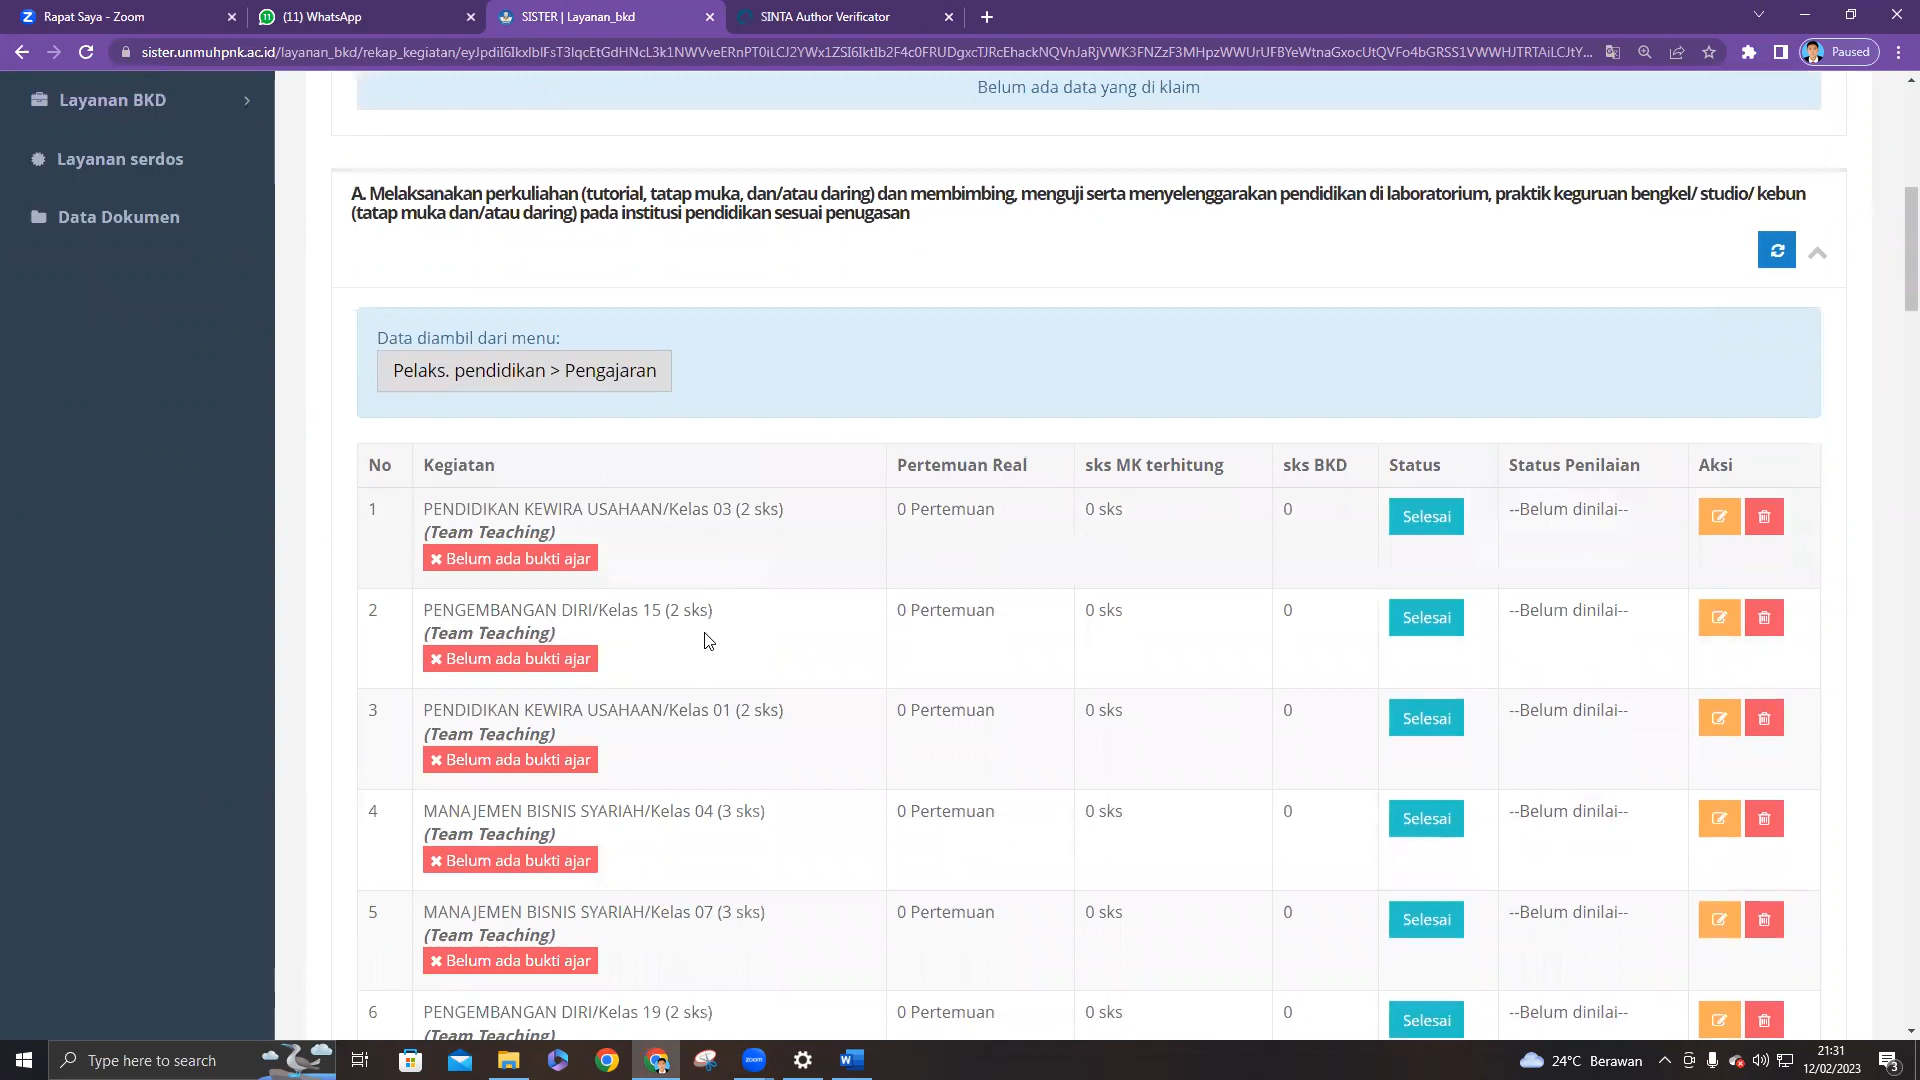 Rapat Saya - Zoom
(11) WhatsApp
SISTER | Layanan_bkd
SINTA Author Verificator
Paused
Layanan BKD
Layanan serdos
Data Dokumen
Belum ada data yang di klaim
A. Melaksanakan perkuliahan (tutorial, tatap muka, dan/atau daring) dan membimbing, menguji serta menyelenggarakan pendidikan di laboratorium, praktik keguruan bengkel/ studio/ kebun
(tatap muka dan/atau daring) pada institusi pendidikan sesuai penugasan
Data diambil dari menu:
Pelaks. pendidikan > Pengajaran
No Kegiatan Pertemuan Real sks MK terhitung sks BKD Status Status Penilaian Aksi
1 PENDIDIKAN KEWIRA USAHAAN/Kelas 03 (2 sks) 0 Pertemuan 0 sks 0 Selesai --Belum dinilai--
(Team Teaching)
Belum ada bukti ajar
2 PENGEMBANGAN DIRI/Kelas 15 (2 sks) 0 Pertemuan 0 sks 0 Selesai --Belum dinilai--
(Team Teaching)
Belum ada bukti ajar
3 PENDIDIKAN KEWIRA USAHAAN/Kelas 01 (2 sks) 0 Pertemuan 0 sks 0 Selesai --Belum dinilai--
(Team Teaching)
Belum ada bukti ajar
4 MANAJEMEN BISNIS SYARIAH/Kelas 04 (3 sks) 0 Pertemuan 0 sks 0 Selesai --Belum dinilai--
(Team Teaching)
Belum ada bukti ajar
5 MANAJEMEN BISNIS SYARIAH/Kelas 07 (3 sks) 0 Pertemuan 0 sks 0 Selesai --Belum dinilai--
(Team Teaching)
Belum ada bukti ajar
6 PENGEMBANGAN DIRI/Kelas 19 (2 sks) 0 Pertemuan 0 sks 0 Selesai --Belum dinilai--
(Team Teaching)
Type here to search
24°C Berawan
21:31
12/02/2023
3